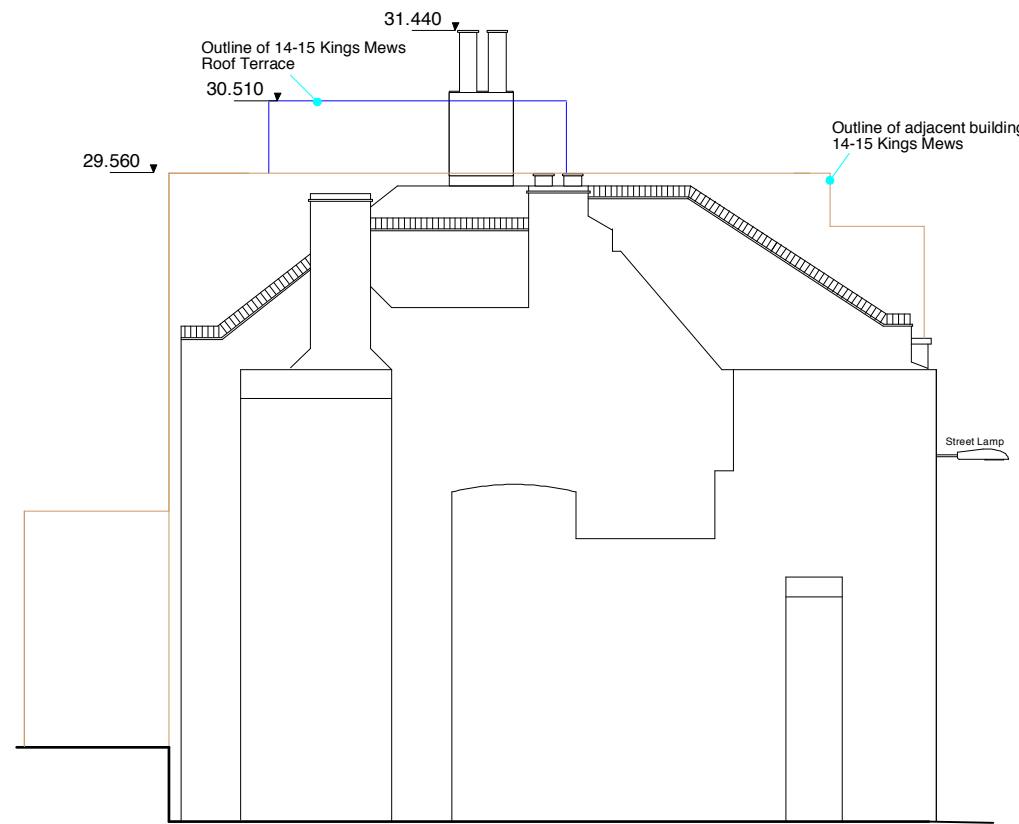 31.440
Outline of 14-15 Kings Mews
Roof Terrace
30.510
Outline of adjacent building
14-15 Kings Mews
29.560
Street Lamp